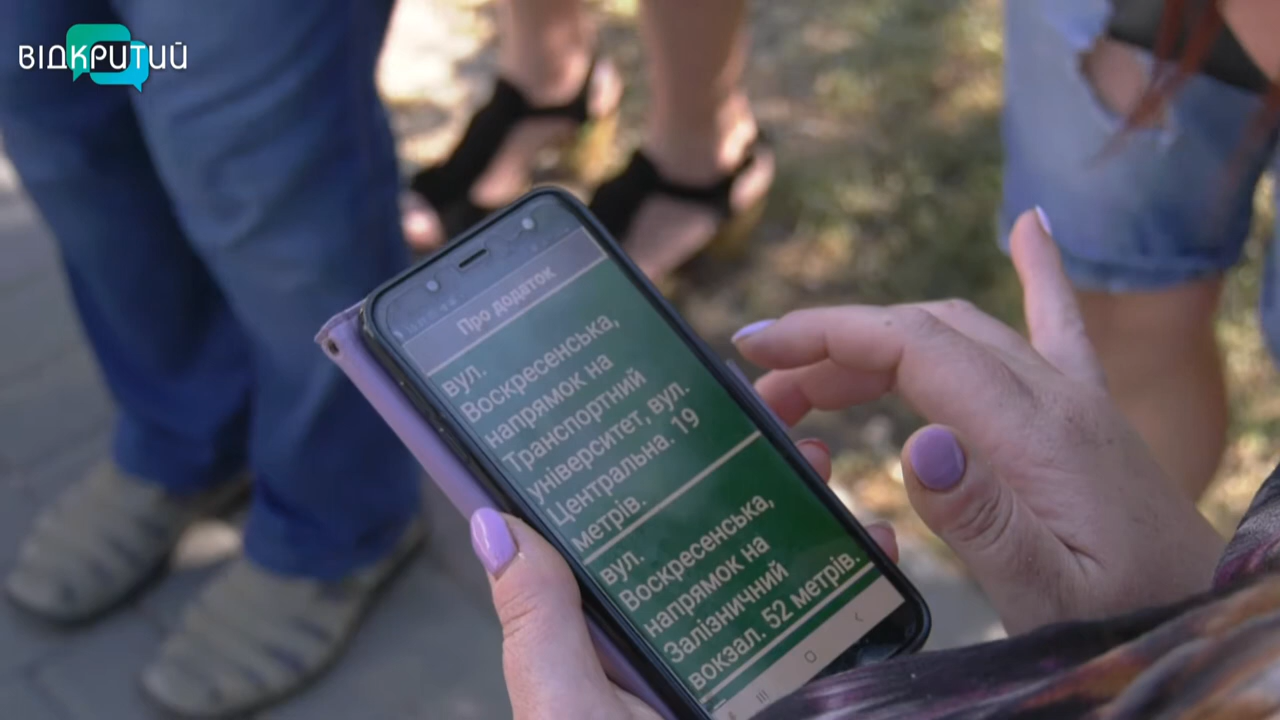 ВІДКРИТИЙ
Про додаток
вул.
Воскресенська,
напрямок на
Транспортний
університет, вул.
Центральна. 19
метрів.
вул.
Воскресенська,
напрямок на
Залізничний
вокзал. 52 метрів.